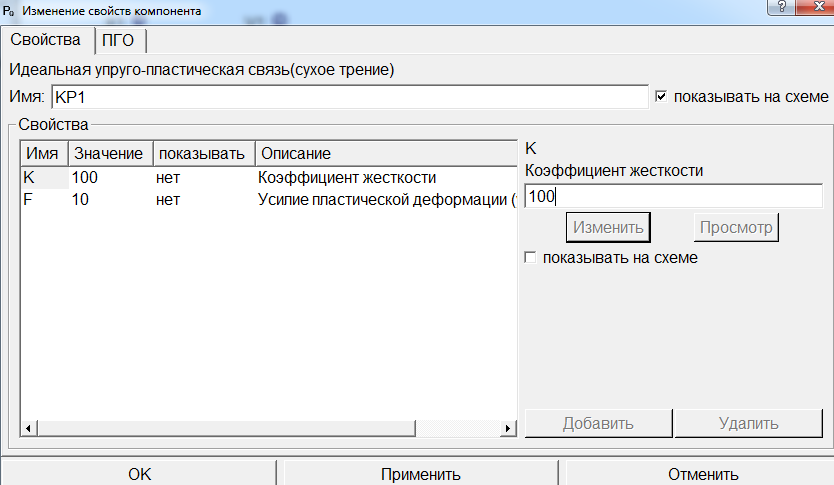 Изменение свойств компонента
Свойства ПГО
Идеальная упруго-пластическая связь(сухое трение)
Имя: KP1 показывать на схеме
Свойства
Имя Значение показывать Описание
K 100 нет Коэффициент жесткости
F 10 нет Усилие пластической деформации (
K
Коэффициент жесткости
100
Изменить Просмотр
показывать на схеме
Добавить Удалить
OK Применить Отменить